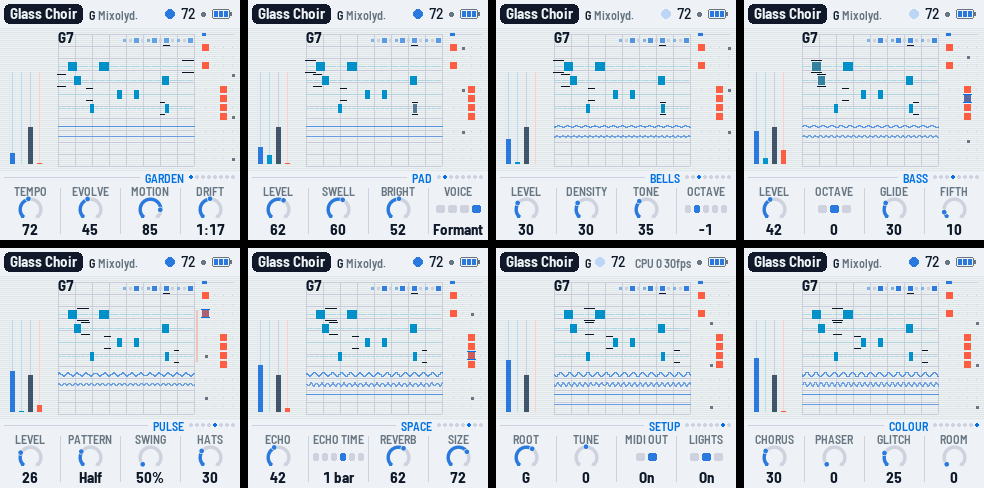 Glass Choir G Mixolyd. 72
G7
GARDEN
TEMPO EVOLVE MOTION DRIFT
72 45 85 1:17
Glass Choir G Mixolyd. 72
G7
PAD
LEVEL SWELL BRIGHT VOICE
62 60 52 Formant
Glass Choir G Mixolyd. 72
G7
BELLS
LEVEL DENSITY TONE OCTAVE
30 30 35 -1
Glass Choir G Mixolyd. 72
G7
BASS
LEVEL OCTAVE GLIDE FIFTH
42 0 30 10
Glass Choir G Mixolyd. 72
G7
PULSE
LEVEL PATTERN SWING HATS
26 Half 50% 30
Glass Choir G Mixolyd. 72
G7
SPACE
ECHO ECHO TIME REVERB SIZE
42 1 bar 62 72
Glass Choir G 72 CPU 0 30fps
G7
SETUP
ROOT TUNE MIDI OUT LIGHTS
G 0 On On
Glass Choir G Mixolyd. 72
G7
COLOUR
CHORUS PHASER GLITCH ROOM
30 0 25 0